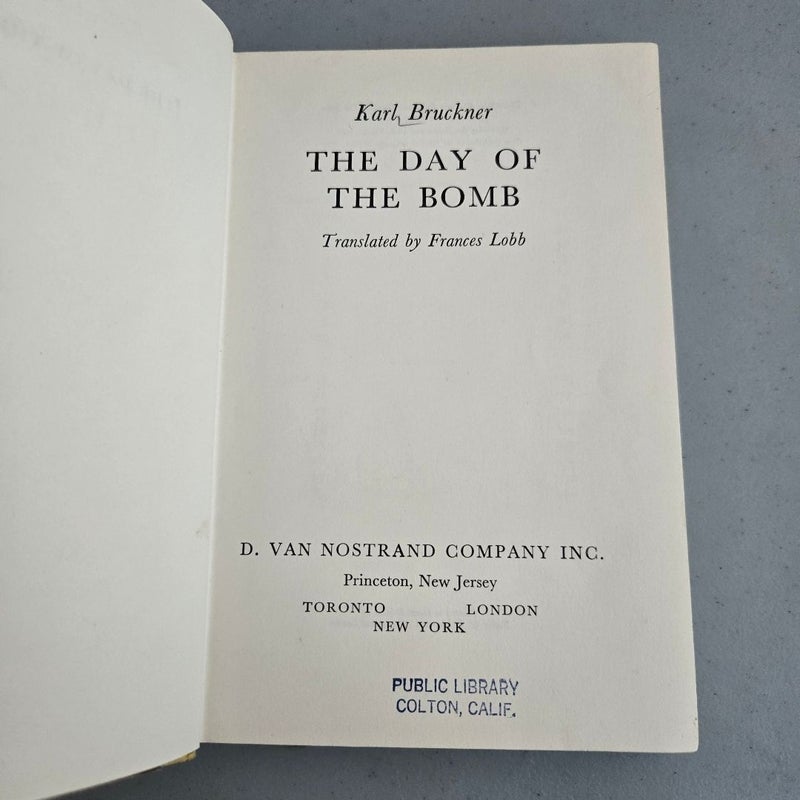 Karl Bruckner
THE DAY OF
THE BOMB
Translated by Frances Lobb
D. VAN NOSTRAND COMPANY INC.
Princeton, New Jersey
TORONTO LONDON
NEW YORK
PUBLIC LIBRARY
COLTON, CALIF.